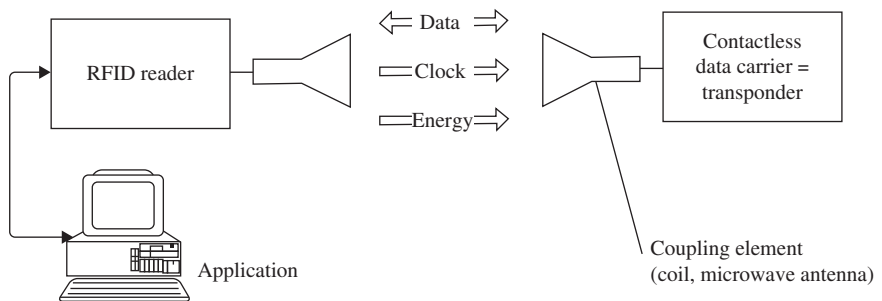 RFID reader
Data
Clock
Energy
Contactless
data carrier =
transponder
Application
Coupling element
(coil, microwave antenna)